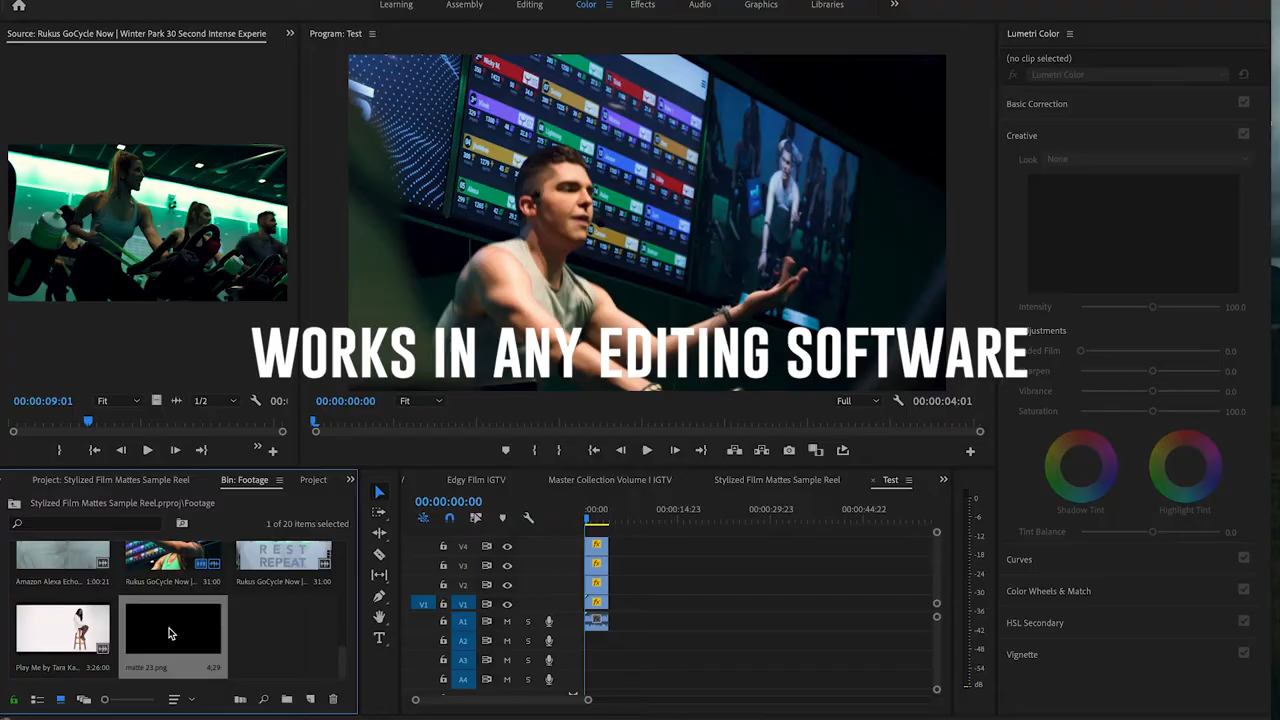 Learning Assembly Editing Color Effects Audio Graphics Libraries
Source: Rukus GoCycle Now | Winter Park 30 Second Intense Experie
Program: Test
Lumetri Color
(no clip selected)
fx Lumetri Color
Basic Correction
Creative
Look None
Intensity 100.0
WORKS IN ANY EDITING SOFTWARE
Adjustments
0.0
0.0
Vibrance 0.0
Saturation 100.0
00:00:09:01 Fit 1/2
00:00:00:00 Fit Full 00:00:04:01
Shadow Tint Highlight Tint
Tint Balance 0.0
Curves
Color Wheels & Match
HSL Secondary
Vignette
Project: Stylized Film Mattes Sample Reel Bin: Footage Project
Stylized Film Mattes Sample Reel.prproj\Footage
1 of 20 items selected
REST
REPEAT
Amazon Alexa Echo... 1:00:21 Rukus GoCycle Now |... 31:00 Rukus GoCycle Now |... 31:00
Play Me by Tara Ka... 3:26:00 matte 23.png 4;29
Edgy Film IGTV Master Collection Volume I IGTV Stylized Film Mattes Sample Reel Test
00:00:00:00
:00:00 00:00:14:23 00:00:29:23 00:00:44:22
V4
V3
V2
V1 V1
A1 M S
A2 M S
A3 M S
A4 M S
0
-6
-12
-18
-24
-30
-36
-42
dB